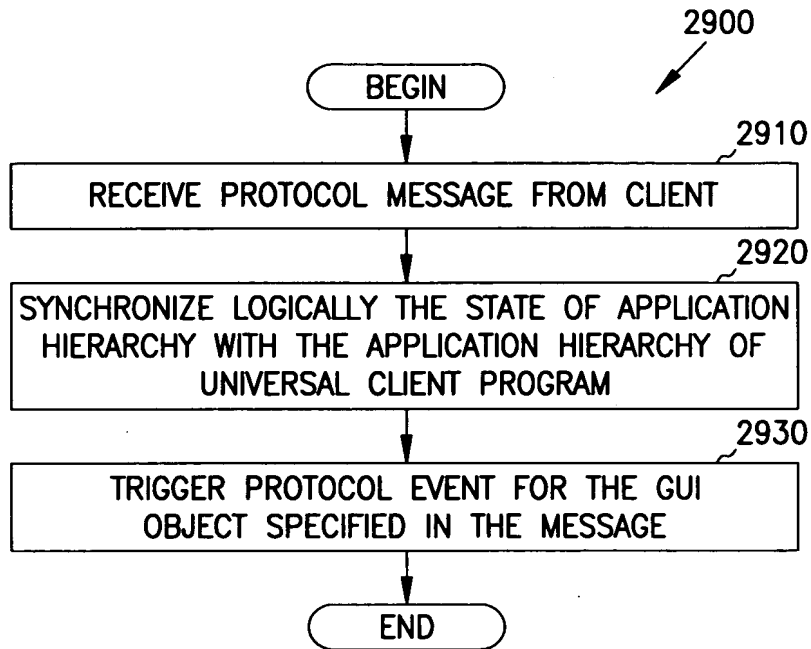 2900
BEGIN
2910
RECEIVE PROTOCOL MESSAGE FROM CLIENT
2920
SYNCHRONIZE LOGICALLY THE STATE OF APPLICATION
HIERARCHY WITH THE APPLICATION HIERARCHY OF
UNIVERSAL CLIENT PROGRAM
2930
TRIGGER PROTOCOL EVENT FOR THE GUI
OBJECT SPECIFIED IN THE MESSAGE
END